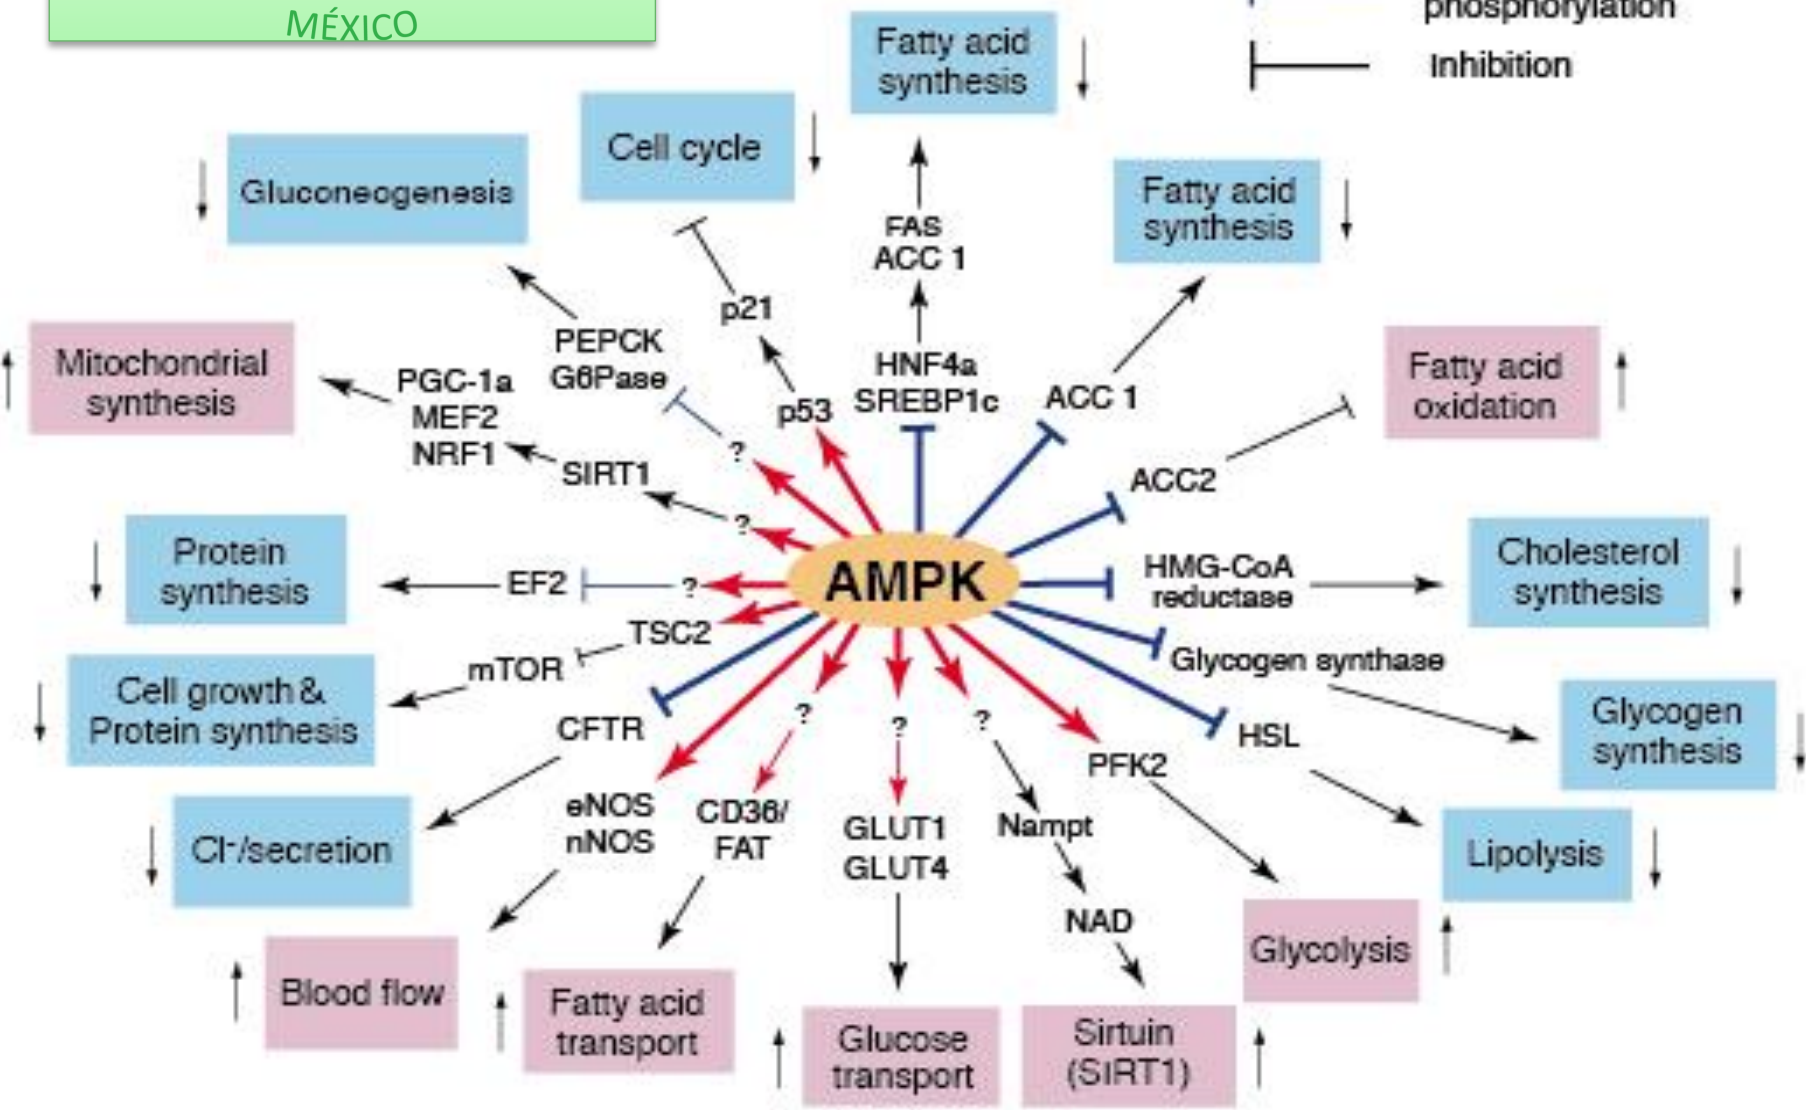 MÉXICO
phosphorylation
Inhibition
Fatty acid
synthesis
Cell cycle
Gluconeogenesis
Fatty acid
synthesis
FAS
ACC 1
p21
Mitochondrial
synthesis
PEPCK
G6Pase
PGC-1a
MEF2
NRF1
HNF4a
SREBP1c
p53
ACC 1
Fatty acid
oxidation
?
SIRT1
ACC2
?
Protein
synthesis
EF2
?
AMPK
HMG-CoA
reductase
Cholesterol
synthesis
TSC2
mTOR
Glycogen synthase
Cell growth &
Protein synthesis
CFTR
?
?
?
HSL
Glycogen
synthesis
PFK2
eNOS
nNOS
CD36/
FAT
GLUT1
GLUT4
Nampt
Cl-/secretion
Lipolysis
NAD
Glycolysis
Blood flow
Fatty acid
transport
Glucose
transport
Sirtuin
(SIRT1)